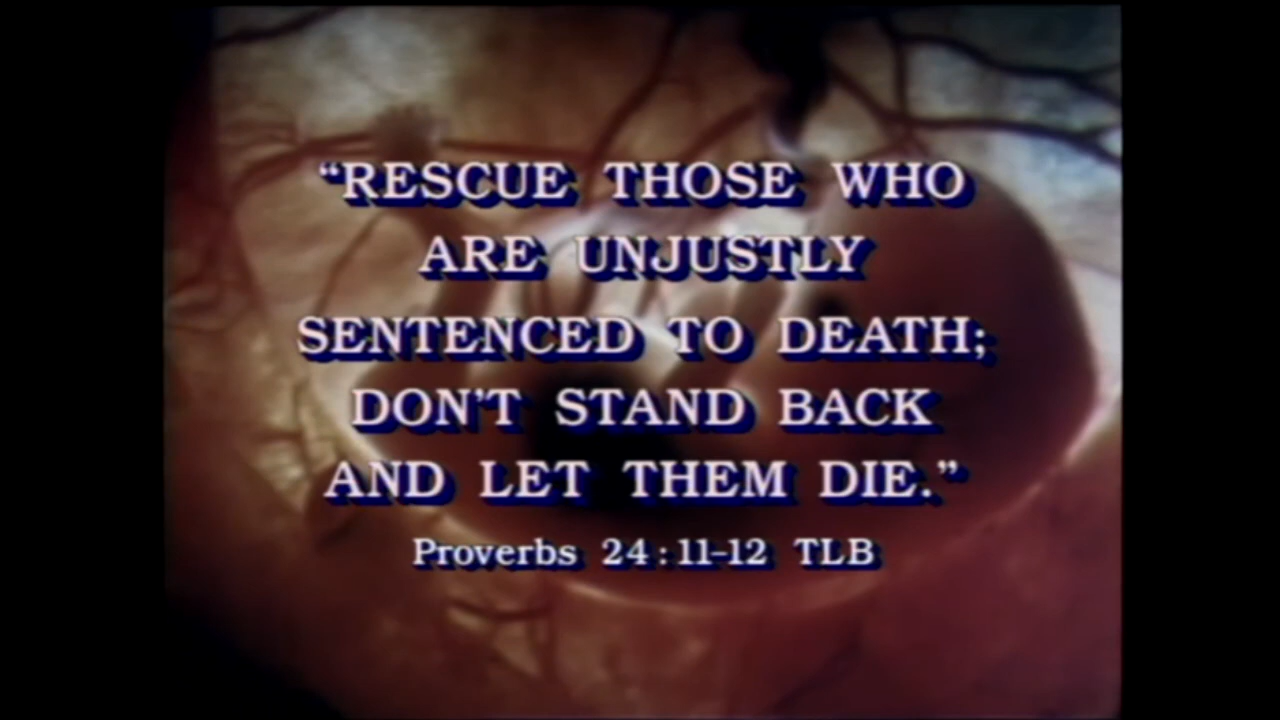 “RESCUE THOSE WHO
ARE UNJUSTLY
SENTENCED TO DEATH;
DON'T STAND BACK
AND LET THEM DIE.”
Proverbs 24:11-12 TLB